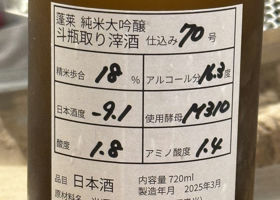 蓬莱 純米大吟醸
斗瓶取り滓酒 仕込み70号
精米歩合 18% アルコール分 16.3度
日本酒度 -9.1 使用酵母 M310
酸度 1.8 アミノ酸度 1.4
品目 日本酒 内容量 720ml
製造年月 2025年3月